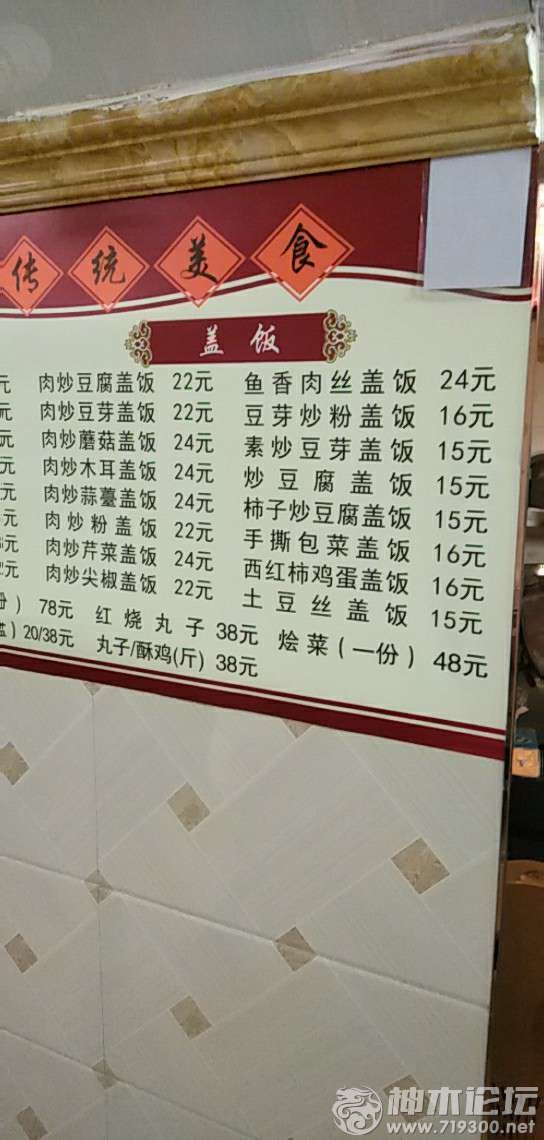 传统美食
盖饭
元 肉炒豆腐盖饭 22元 鱼香肉丝盖饭 24元
肉炒豆芽盖饭 22元 豆芽炒粉盖饭 16元
肉炒蘑菇盖饭 24元 素炒豆芽盖饭 15元
肉炒木耳盖饭 24元 炒豆腐盖饭 15元
肉炒蒜薹盖饭 24元 柿子炒豆腐盖饭 15元
元 肉炒粉盖饭 22元 手撕包菜盖饭 16元
元 肉炒芹菜盖饭 24元 西红柿鸡蛋盖饭 16元
元 肉炒尖椒盖饭 22元 土豆丝盖饭 15元
) 78元 红烧丸子 38元 烩菜(一份) 48元
) 20/38元 丸子/酥鸡(斤) 38元
神木论坛
www.719300.net